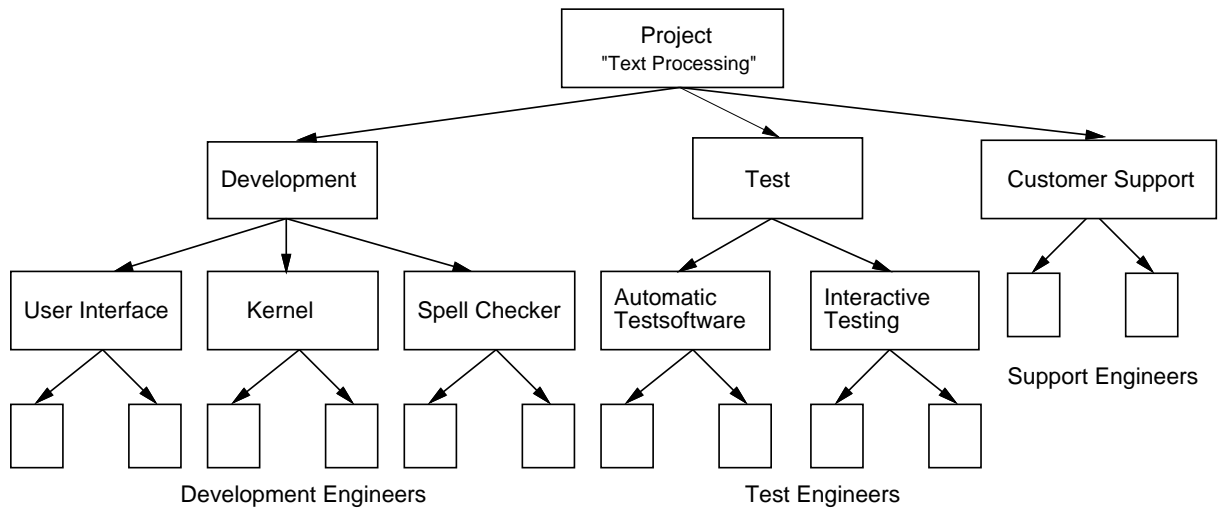 Project
"Text Processing"
Development
Test
Customer Support
User Interface
Kernel
Spell Checker
Automatic
Testsoftware
Interactive
Testing
Support Engineers
Development Engineers
Test Engineers